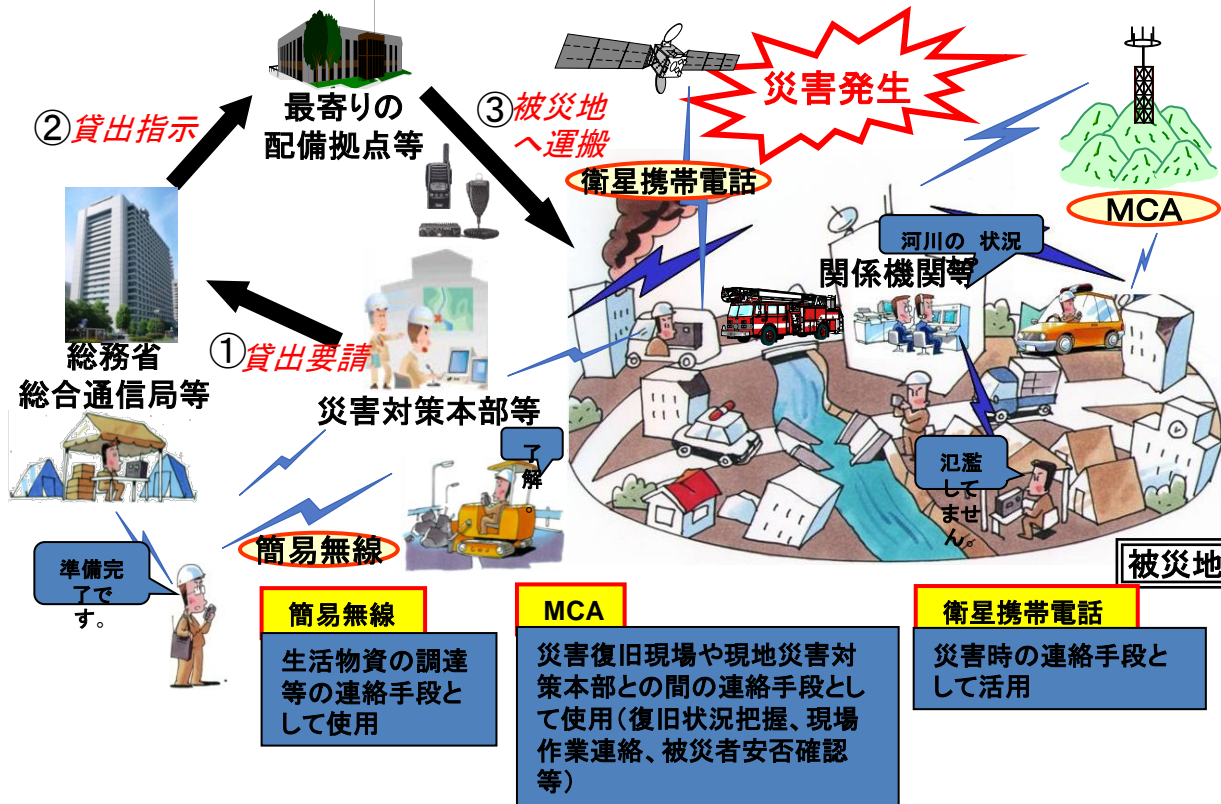 最寄りの
配備拠点等
②貸出指示
③被災地
へ運搬
災害発生
衛星携帯電話
MCA
河川の 状況
関係機関等
総務省
総合通信局等
①貸出要請
災害対策本部等
了
解。
氾濫
して
ませ
ん。
簡易無線
準備完
了で
す。
被災地
簡易無線
生活物資の調達
等の連絡手段と
して使用
MCA
災害復旧現場や現地災害対
策本部との間の連絡手段とし
て使用(復旧状況把握、現場
作業連絡、被災者安否確認
等)
衛星携帯電話
災害時の連絡手段と
して活用